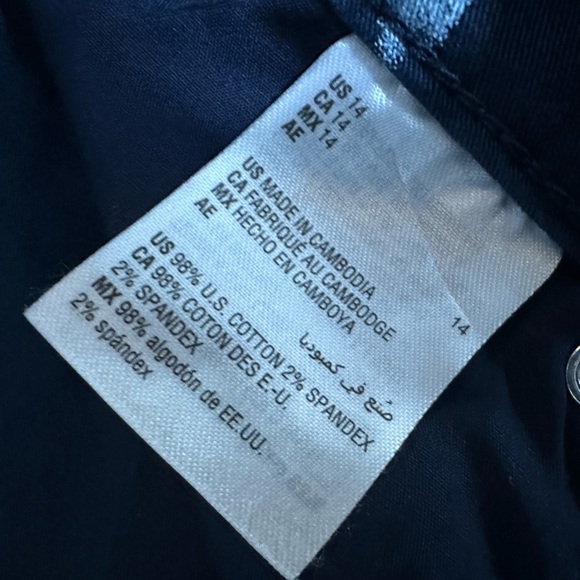 US 14
CA 14
MX 14
AE
14
US MADE IN CAMBODIA
CA FABRIQUÉ AU CAMBODGE
MX HECHO EN CAMBOYA
AE
صُنع في كمبوديا
US 98% U.S. COTTON 2% SPANDEX
CA 98% COTON DES E-U.
2% SPANDEX
MX 98% algodón de EE.UU.
2% spándex